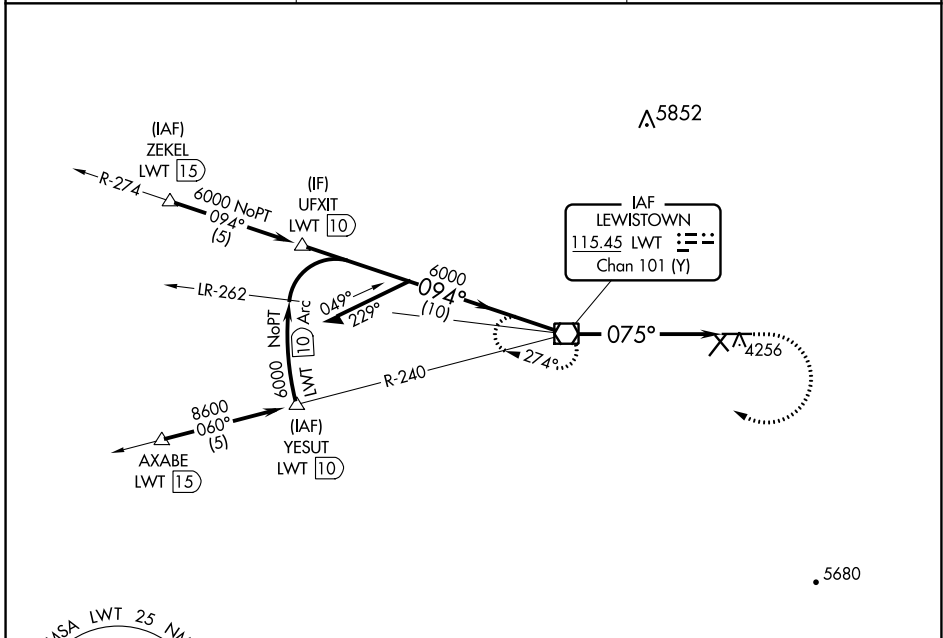 5852
(IAF)
ZEKEL
LWT 15
R-274
6000 NoPT
094°
(5)
(IF)
UFXIT
LWT 10
IAF
LEWISTOWN
115.45 LWT
Chan 101 (Y)
6000
094°
(10)
LR-262
049°
229°
075°
4256
274°
6000 NoPT
LWT 10 Arc
R-240
8600
060°
(5)
(IAF)
YESUT
LWT 10
AXABE
LWT 15
5680
MSA LWT 25 NM